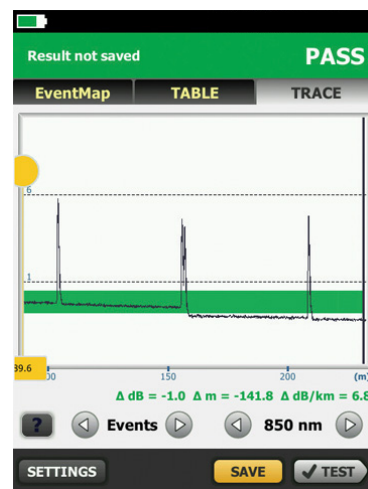 Result not saved PASS
EventMap TABLE TRACE
6
1
39.6
150 200 (m)
Δ dB = -1.0 Δ m = -141.8 Δ dB/km = 6.8
? Events 850 nm
SETTINGS SAVE TEST